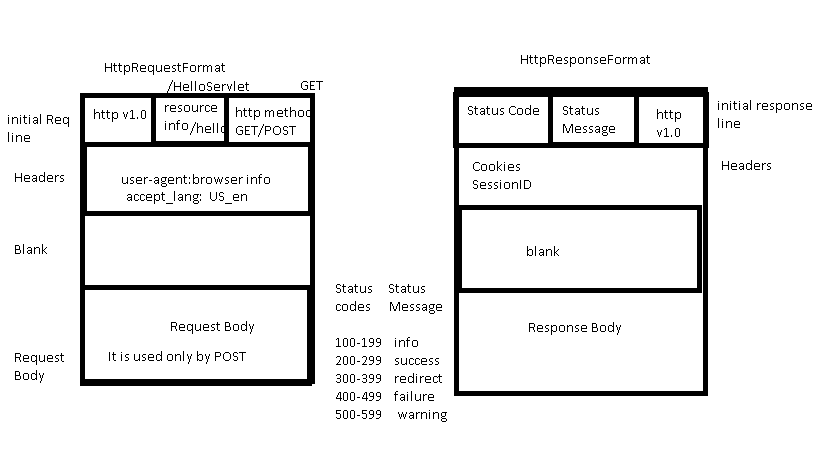 HttpRequestFormat
/HelloServlet
GET
initial Req
line
http v1.0
resource
info/hello
http method
GET/POST
Headers
user-agent:browser info
accept_lang: US_en
Blank
Request Body
It is used only by POST
Request
Body
Status codes
Status Message
100-199 info
200-299 success
300-399 redirect
400-499 failure
500-599 warning
HttpResponseFormat
Status Code
Status
Message
http
v1.0
initial response
line
Cookies
SessionID
Headers
blank
Response Body